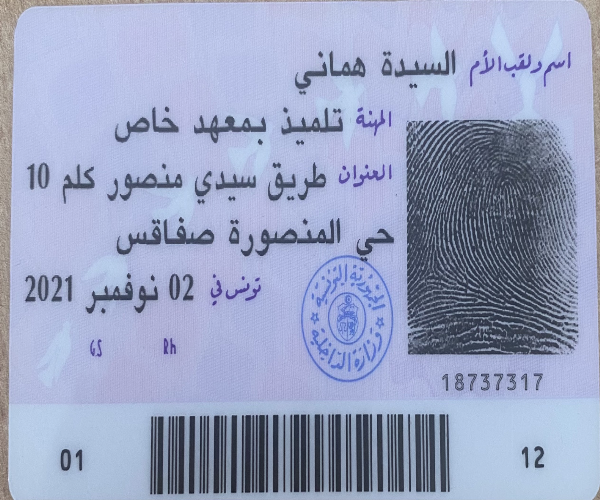 اسم ولقب الأم السيدة هماني
المهنة تلميذ بمعهد خاص
العنوان طريق سيدي منصور كلم 10
حي المنصورة صفاقس
تونس في 02 نوفمبر 2021
GS Rh
الجمهورية التونسية
وزارة الداخلية
18737317
01 12